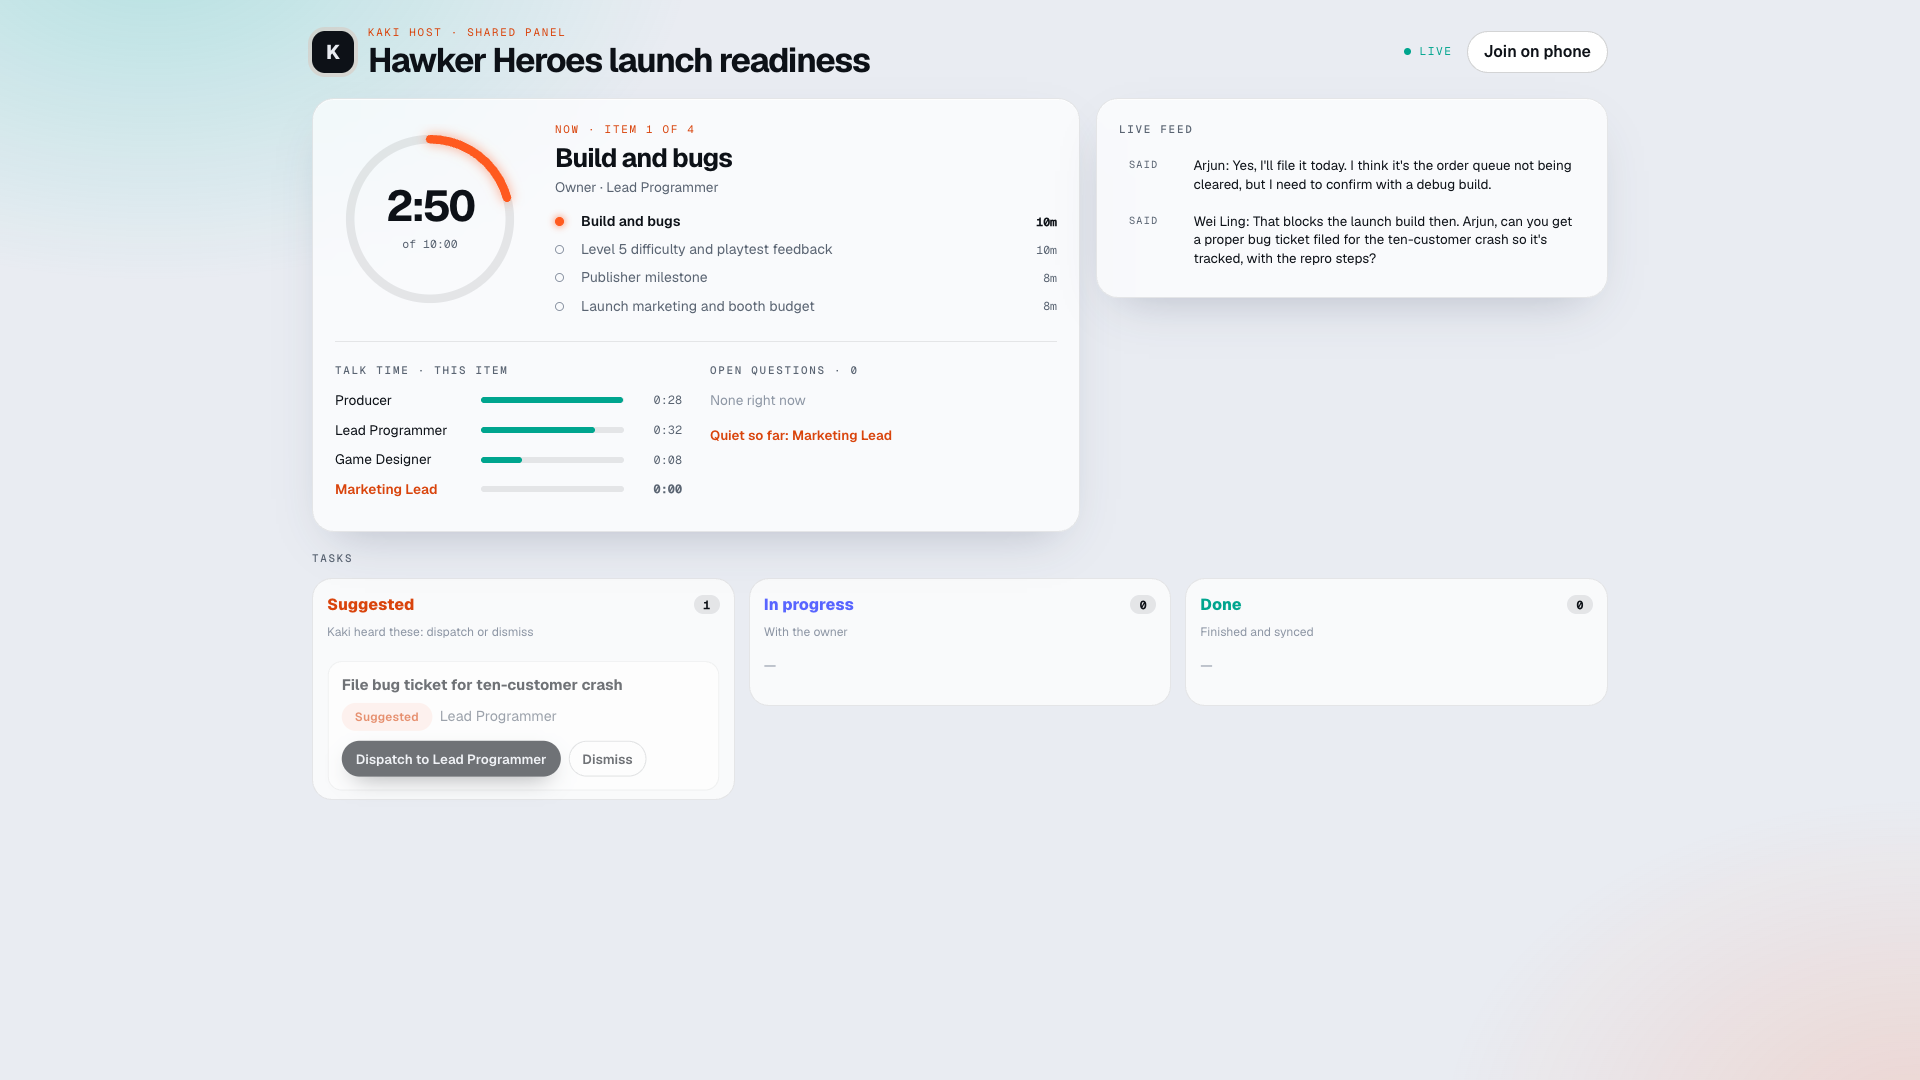 K
KAKI HOST · SHARED PANEL
Hawker Heroes launch readiness
LIVE
Join on phone
2:50
of 10:00
NOW · ITEM 1 OF 4
Build and bugs
Owner · Lead Programmer
Build and bugs 10m
Level 5 difficulty and playtest feedback 10m
Publisher milestone 8m
Launch marketing and booth budget 8m
TALK TIME · THIS ITEM
Producer 0:28
Lead Programmer 0:32
Game Designer 0:08
Marketing Lead 0:00
OPEN QUESTIONS · 0
None right now
Quiet so far: Marketing Lead
LIVE FEED
SAID Arjun: Yes, I'll file it today. I think it's the order queue not being
cleared, but I need to confirm with a debug build.
SAID Wei Ling: That blocks the launch build then. Arjun, can you get
a proper bug ticket filed for the ten-customer crash so it's
tracked, with the repro steps?
TASKS
Suggested 1
Kaki heard these: dispatch or dismiss
File bug ticket for ten-customer crash
Suggested Lead Programmer
Dispatch to Lead Programmer Dismiss
In progress 0
With the owner
—
Done 0
Finished and synced
—